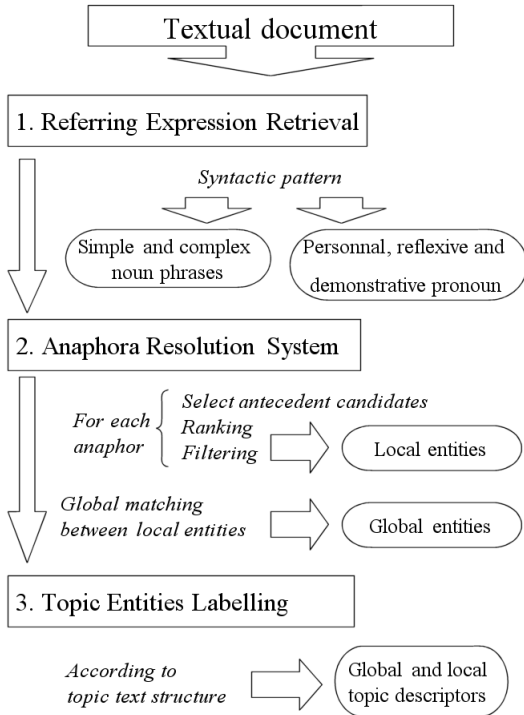 Textual document
1. Referring Expression Retrieval
Syntactic pattern
Simple and complex
noun phrases
Personnal, reflexive and
demonstrative pronoun
2. Anaphora Resolution System
For each
anaphor
Select antecedent candidates
Ranking
Filtering
Local entities
Global matching
between local entities
Global entities
3. Topic Entities Labelling
According to
topic text structure
Global and local
topic descriptors